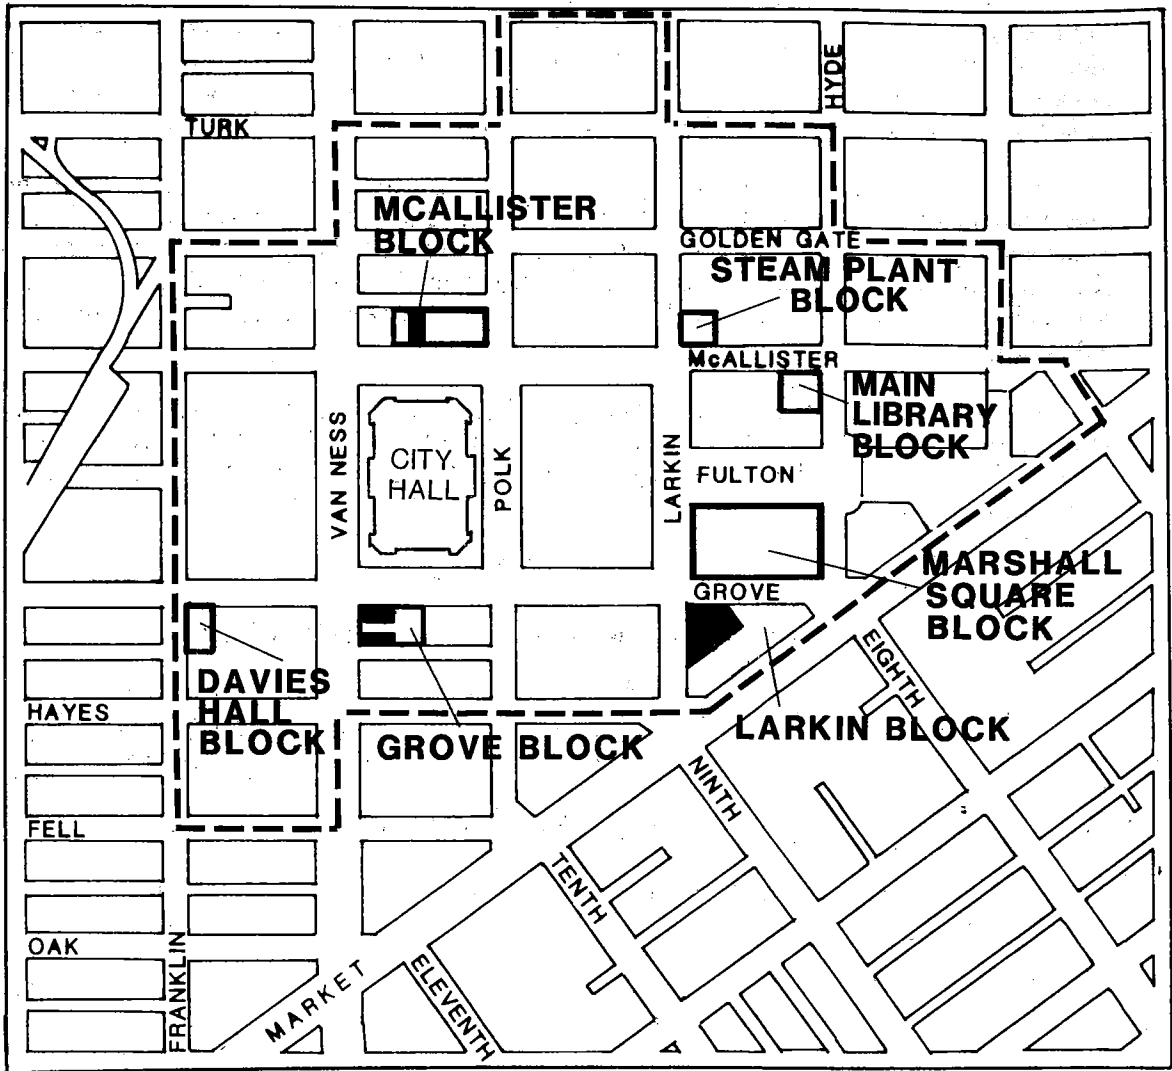 HYDE
TURK
MCALLISTER
BLOCK
GOLDEN GATE
STEAM PLANT
BLOCK
McALLISTER
MAIN
LIBRARY
BLOCK
VAN NESS
CITY
HALL
POLK
LARKIN
FULTON
MARSHALL
SQUARE
BLOCK
GROVE
EIGHTH
DAVIES
HALL
BLOCK
HAYES
GROVE BLOCK
LARKIN BLOCK
NINTH
FELL
TENTH
OAK
FRANKLIN
MARKET
ELEVENTH